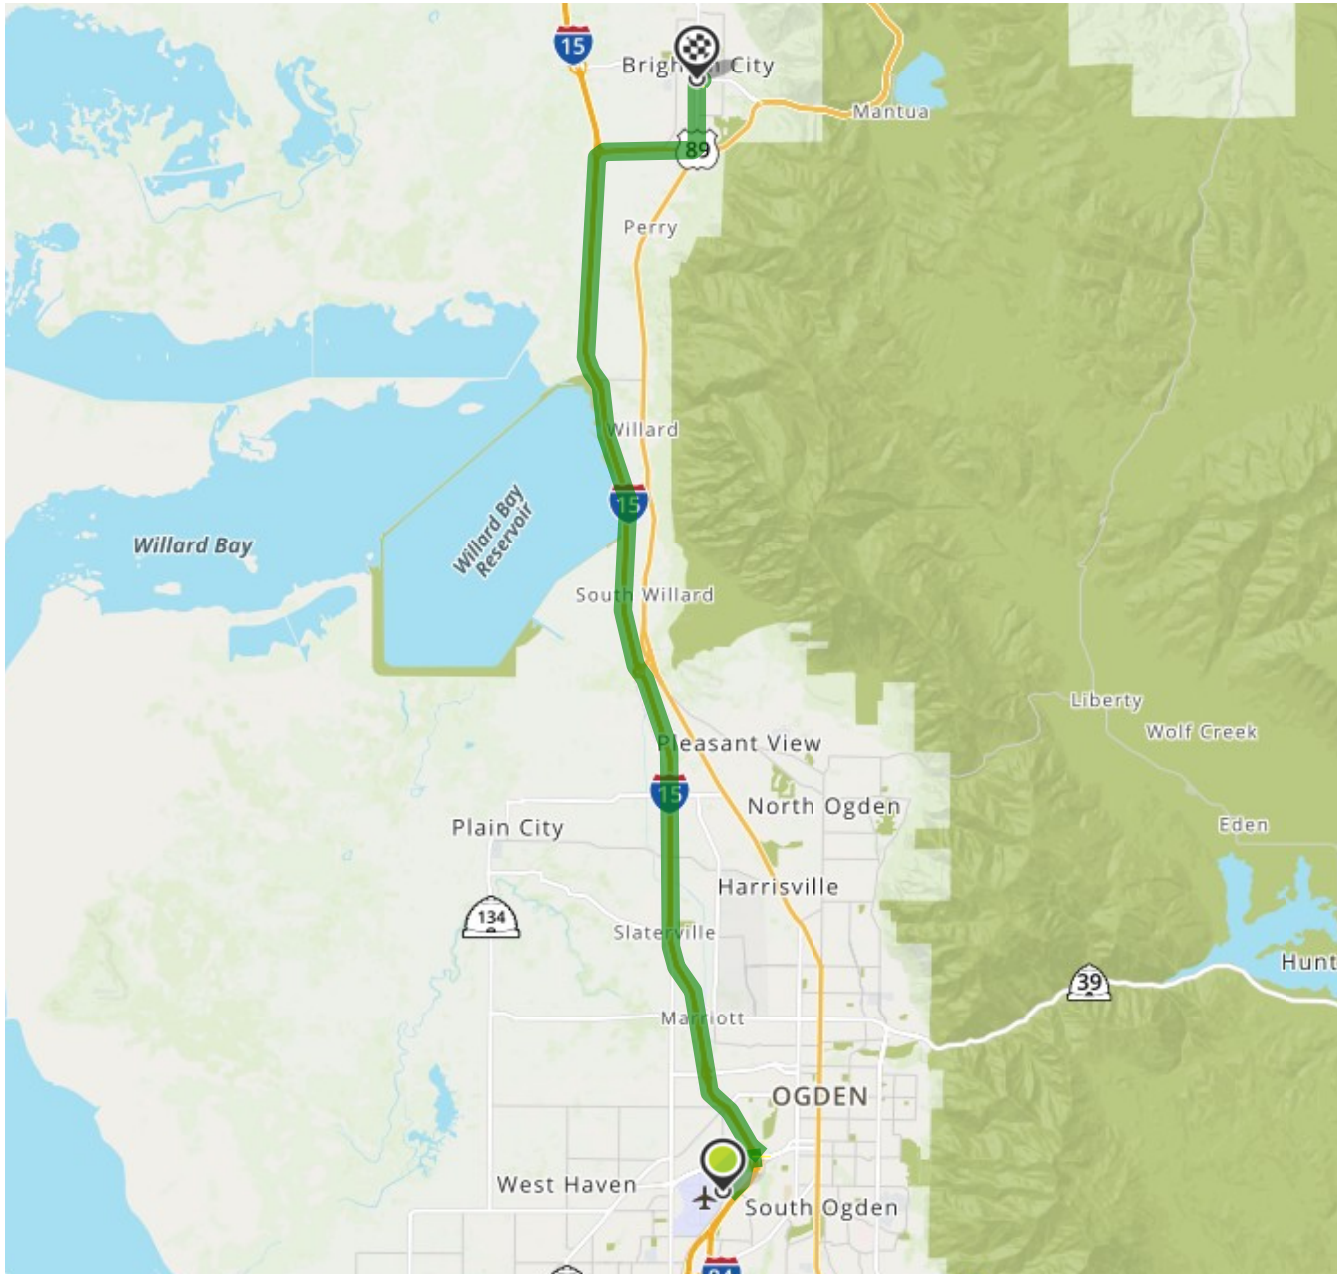 15
Brigham City
Mantua
89
Perry
Willard
15
Willard Bay
Willard Bay
Reservoir
South Willard
Liberty
Wolf Creek
Pleasant View
15
North Ogden
Plain City
Eden
Harrisville
134
Slaterville
Hunt
39
Marriott
OGDEN
West Haven
South Ogden
84